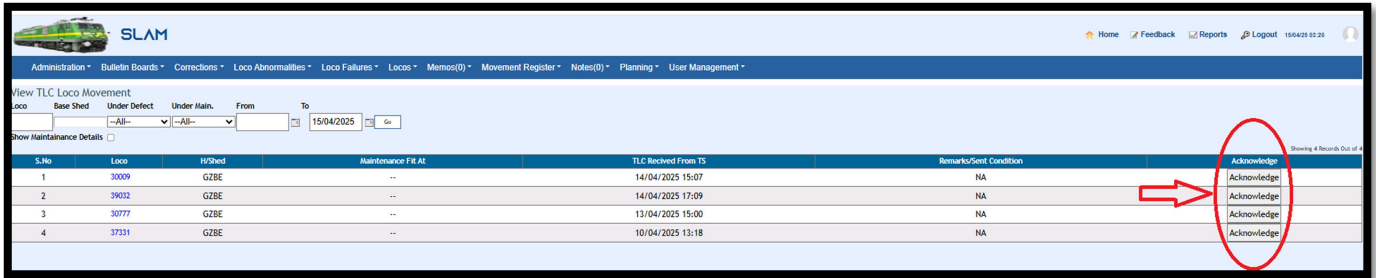 SLAM
Home Feedback Reports Logout 15/04/25 03:20
Administration Bulletin Boards Corrections Loco Abnormalities Loco Failures Locos Memos(0) Movement Register Notes(0) Planning User Management
View TLC Loco Movement
Loco Base Shed Under Defect Under Main. From To
--All-- --All-- 15/04/2025 Go
Show Maintainance Details
Showing 4 Records Out of 4
S.No Loco H/Shed Maintenance Fit At TLC Recived From TS Remarks/Sent Condition Acknowledge
1 30009 GZBE -- 14/04/2025 15:07 NA Acknowledge
2 39032 GZBE -- 14/04/2025 17:09 NA Acknowledge
3 30777 GZBE -- 13/04/2025 15:00 NA Acknowledge
4 37331 GZBE -- 10/04/2025 13:18 NA Acknowledge